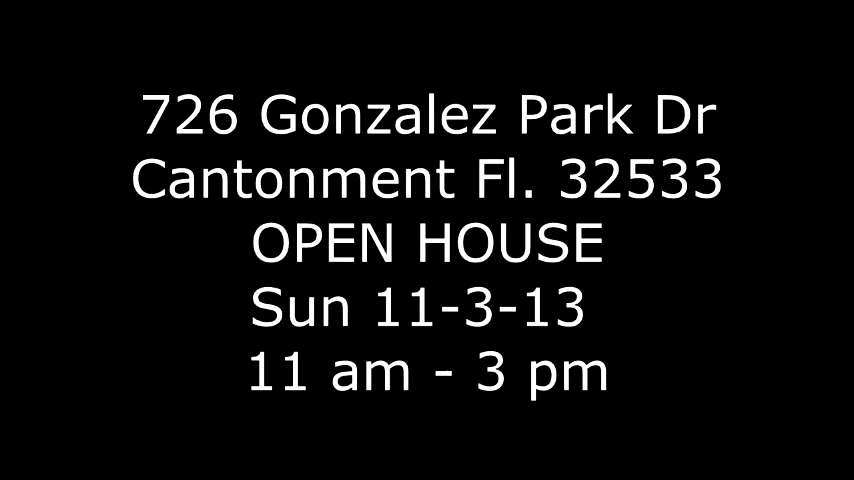 726 Gonzalez Park Dr
Cantonment Fl. 32533
OPEN HOUSE
Sun 11-3-13
11 am - 3 pm